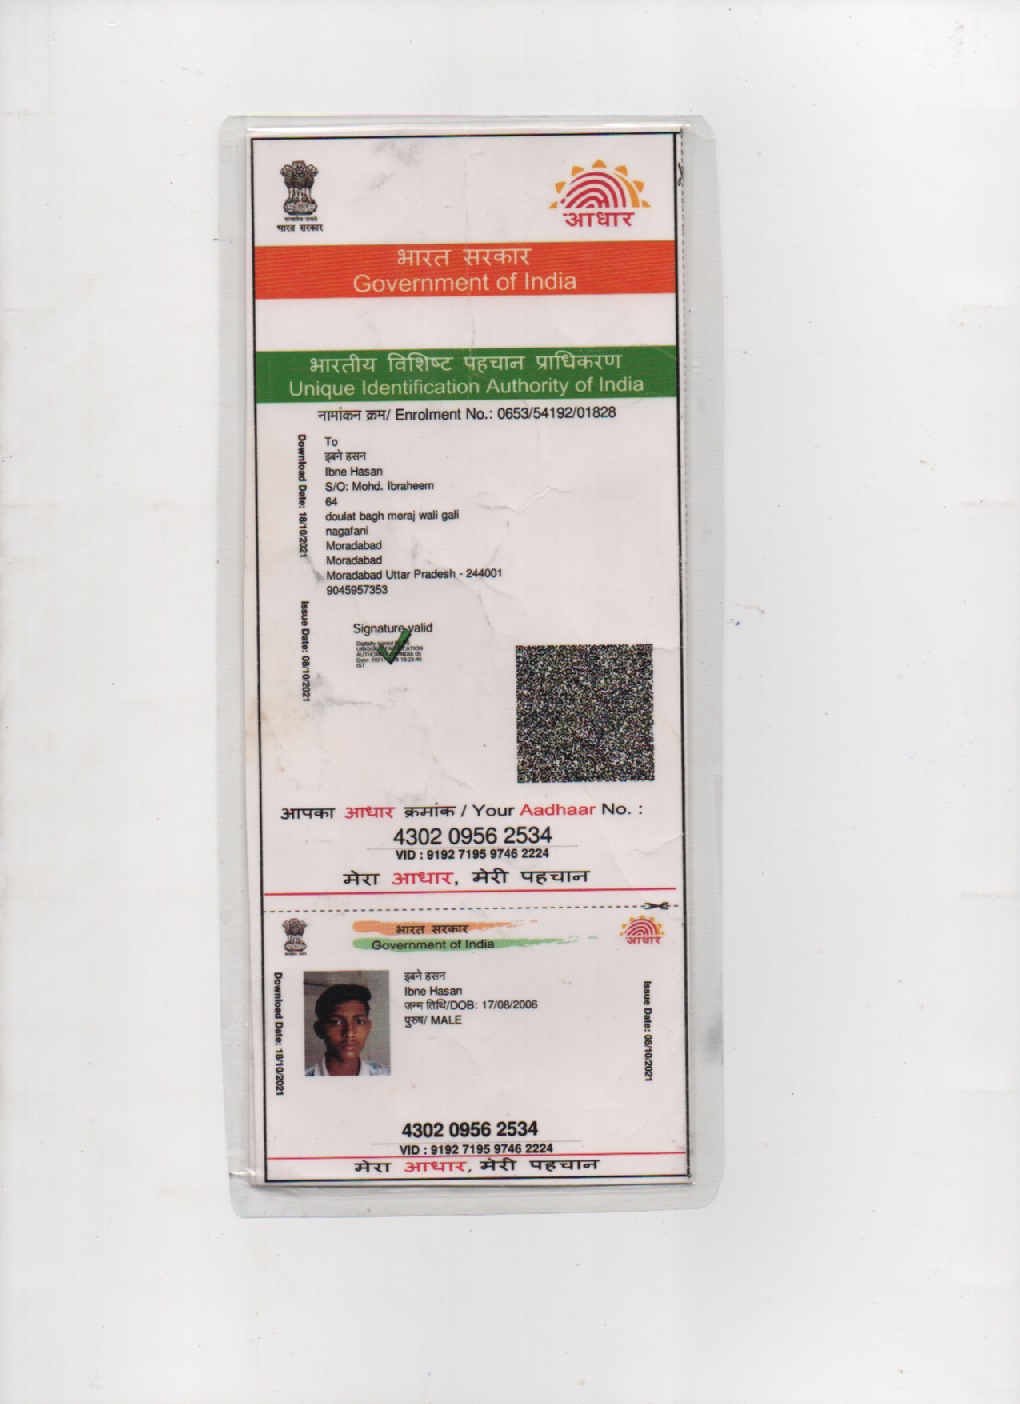 भारत सरकार
आधार
भारत सरकार
Government of India
भारतीय विशिष्ट पहचान प्राधिकरण
Unique Identification Authority of India
नामांकन क्रम/ Enrolment No.: 0653/54192/01828
Download Date: 18/10/2021
Issue Date: 08/10/2021
To
इबने हसन
Ibne Hasan
S/O: Mohd. Ibraheem
64
doulat bagh meraj wali gali
nagafani
Moradabad
Moradabad
Moradabad Uttar Pradesh - 244001
9045957353
Signature valid
आपका आधार क्रमांक / Your Aadhaar No. :
4302 0956 2534
VID : 9192 7195 9746 2224
मेरा आधार, मेरी पहचान
भारत सरकार
Government of India
आधार
Download Date: 18/10/2021
इबने हसन
Ibne Hasan
जन्म तिथि/DOB: 17/08/2006
पुरुष/ MALE
Issue Date: 08/10/2021
4302 0956 2534
VID : 9192 7195 9746 2224
मेरा आधार, मेरी पहचान